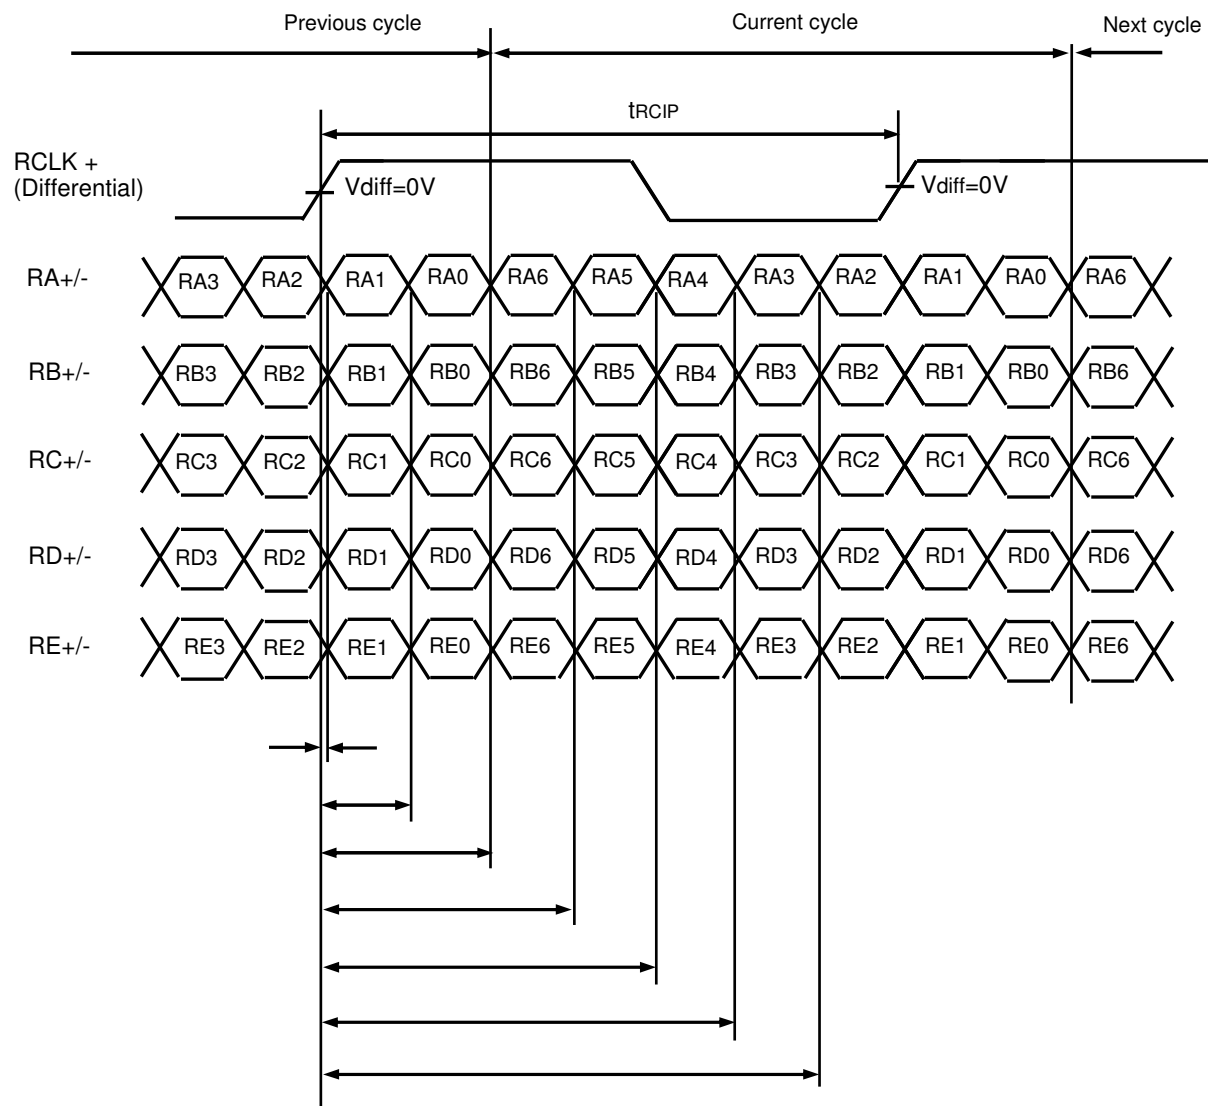 Previous cycle Current cycle Next cycle
tRCIP
RCLK +
(Differential)
Vdiff=0V Vdiff=0V
RA+/- RA3 RA2 RA1 RA0 RA6 RA5 RA4 RA3 RA2 RA1 RA0 RA6
RB+/- RB3 RB2 RB1 RB0 RB6 RB5 RB4 RB3 RB2 RB1 RB0 RB6
RC+/- RC3 RC2 RC1 RC0 RC6 RC5 RC4 RC3 RC2 RC1 RC0 RC6
RD+/- RD3 RD2 RD1 RD0 RD6 RD5 RD4 RD3 RD2 RD1 RD0 RD6
RE+/- RE3 RE2 RE1 RE0 RE6 RE5 RE4 RE3 RE2 RE1 RE0 RE6